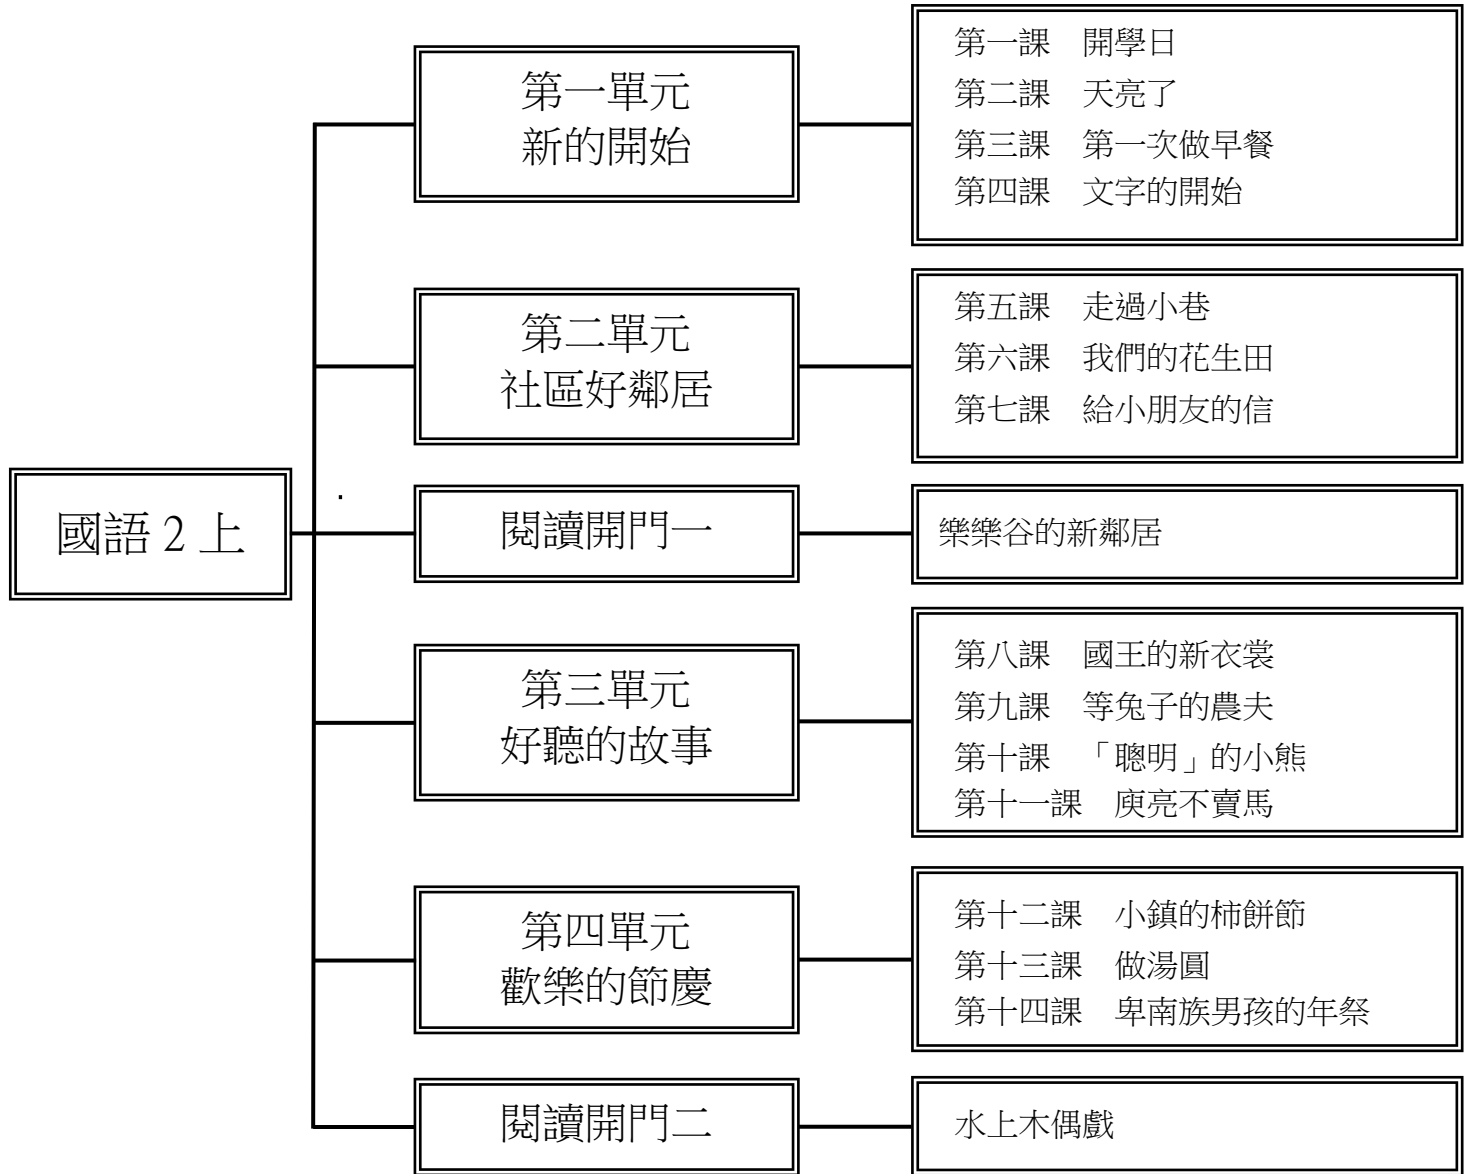 國語2上
第一單元
新的開始
第一課　開學日
第二課　天亮了
第三課　第一次做早餐
第四課　文字的開始
第二單元
社區好鄰居
第五課　走過小巷
第六課　我們的花生田
第七課　給小朋友的信
閱讀開門一
樂樂谷的新鄰居
第三單元
好聽的故事
第八課　國王的新衣裳
第九課　等兔子的農夫
第十課　「聰明」的小熊
第十一課　庾亮不賣馬
第四單元
歡樂的節慶
第十二課　小鎮的柿餅節
第十三課　做湯圓
第十四課　卑南族男孩的年祭
閱讀開門二
水上木偶戲